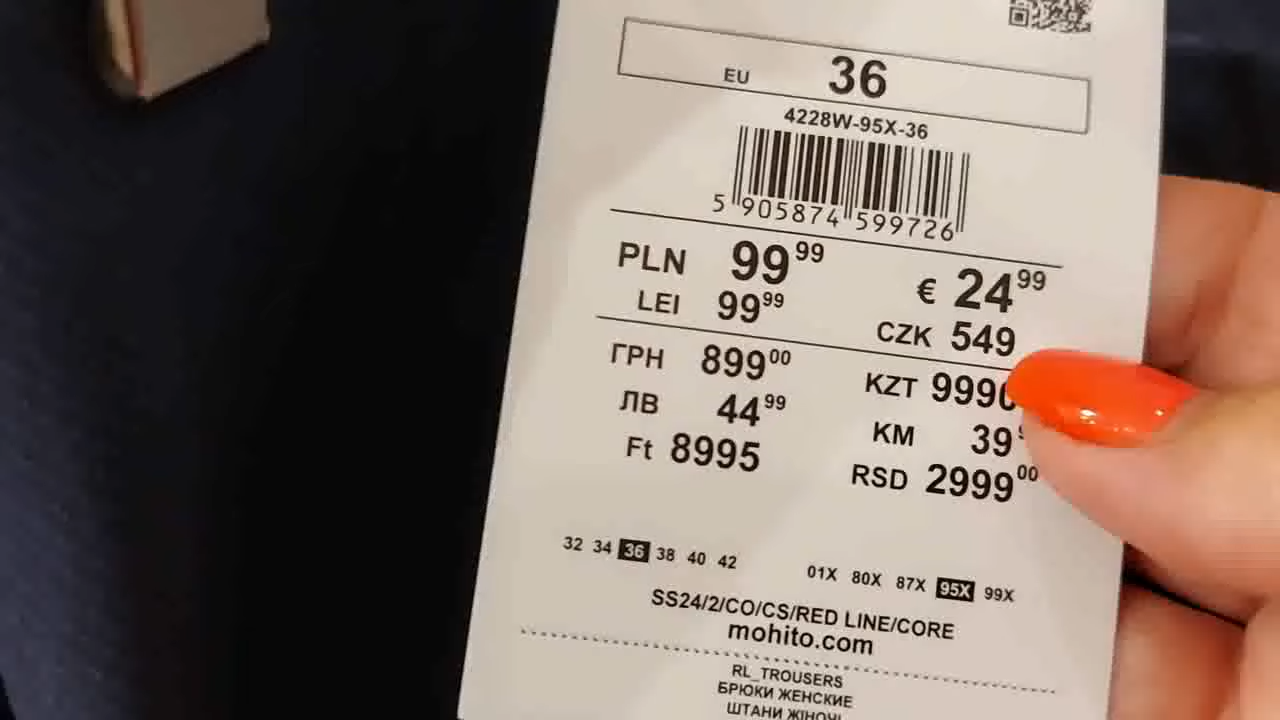 EU 36
4228W-95X-36
5 905874 599726
PLN 99 99 € 24 99
LEI 99 99 CZK 549
ГРН 899 00 KZT 9990
ЛВ 44 99 KM 39
Ft 8995 RSD 2999 00
32 34 36 38 40 42 01X 80X 87X 95X 99X
SS24/2/CO/CS/RED LINE/CORE
mohito.com
RL_TROUSERS
БРЮКИ ЖЕНСКИЕ
ШТАНИ ЖІНОЧІ